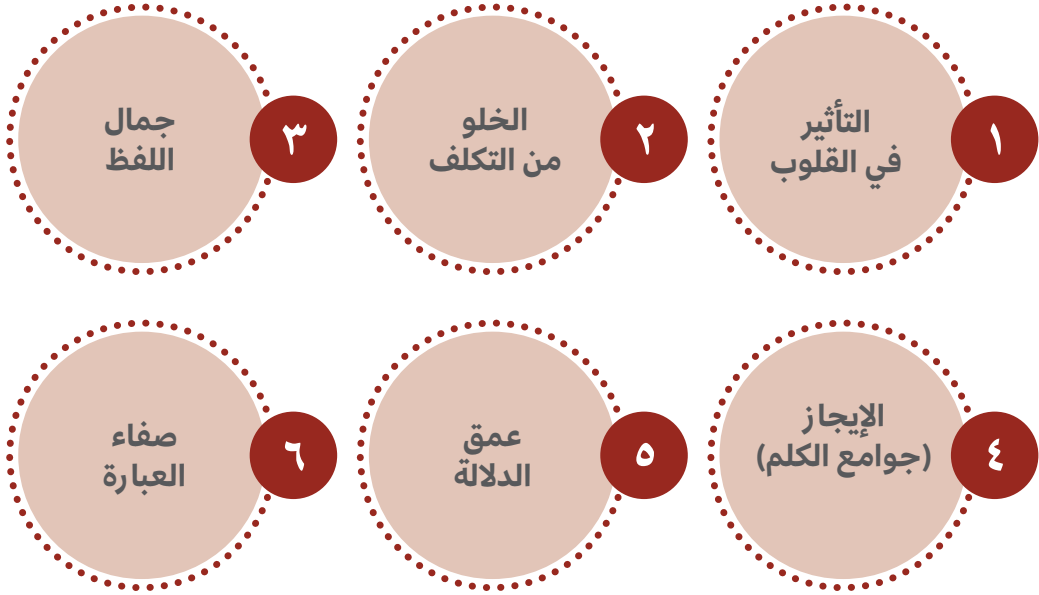 ١
التأثير
في القلوب
٢
الخلو
من التكلف
٣
جمال
اللفظ
٤
الإيجاز
(جوامع الكلم)
٥
عمق
الدلالة
٦
صفاء
العبارة